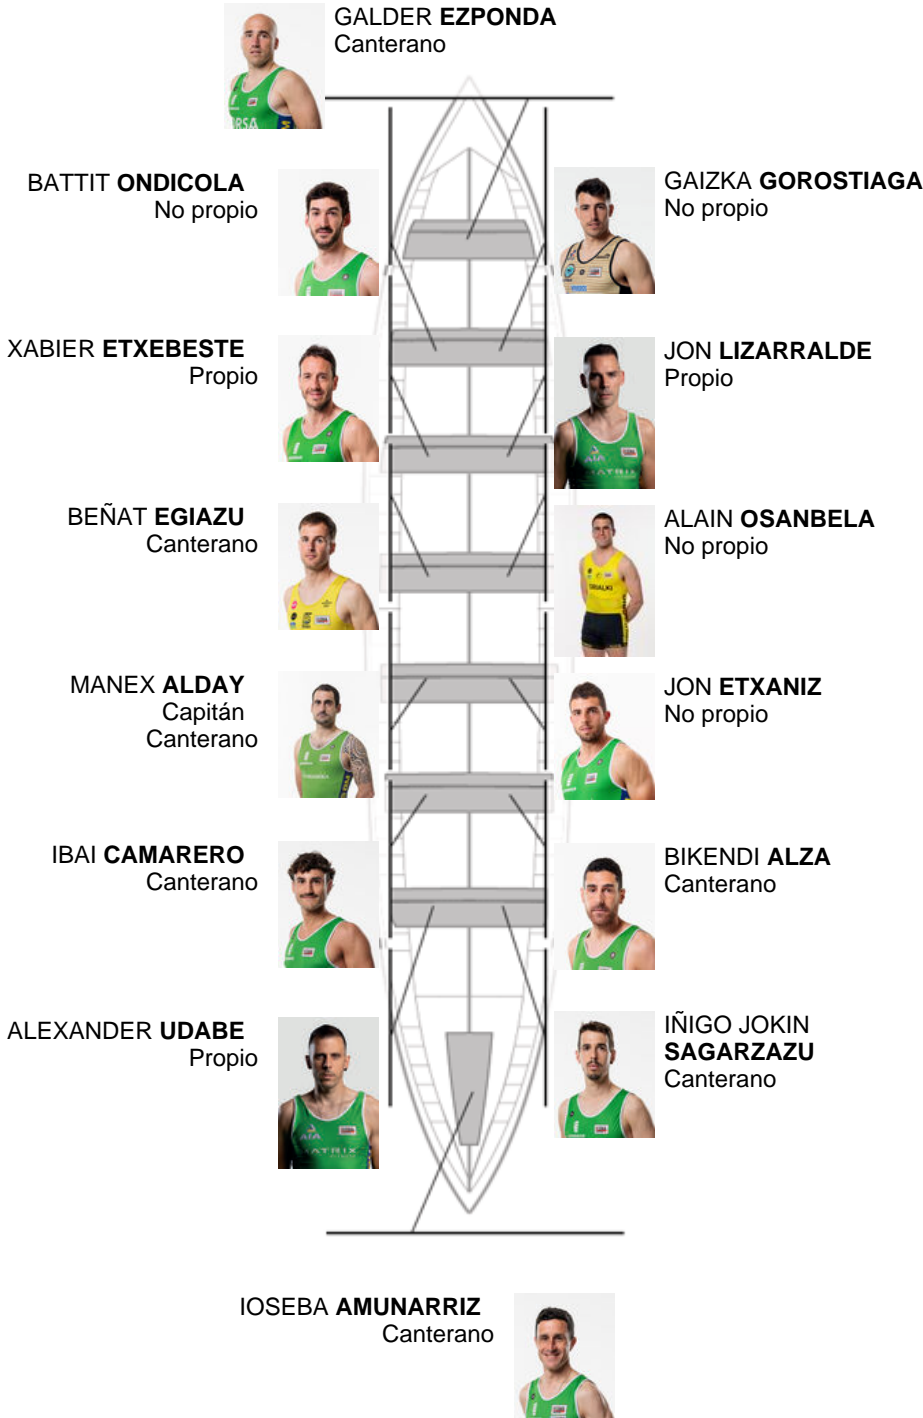 GALDER EZPONDA
Canterano
BATTIT ONDICOLA
No propio
GAIZKA GOROSTIAGA
No propio
XABIER ETXEBESTE
Propio
JON LIZARRALDE
Propio
BEÑAT EGIAZU
Canterano
ALAIN OSANBELA
No propio
MANEX ALDAY
Capitán
Canterano
JON ETXANIZ
No propio
IBAI CAMARERO
Canterano
BIKENDI ALZA
Canterano
ALEXANDER UDABE
Propio
IÑIGO JOKIN
SAGARZAZU
Canterano
IOSEBA AMUNARRIZ
Canterano